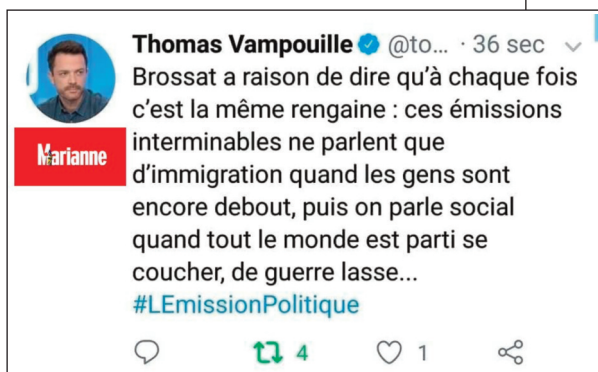 Thomas Vampouille @to... · 36 sec
Brossat a raison de dire qu'à chaque fois
c'est la même rengaine : ces émissions
interminables ne parlent que
Marianne
d'immigration quand les gens sont
encore debout, puis on parle social
quand tout le monde est parti se
coucher, de guerre lasse...
#LEmissionPolitique
4 1